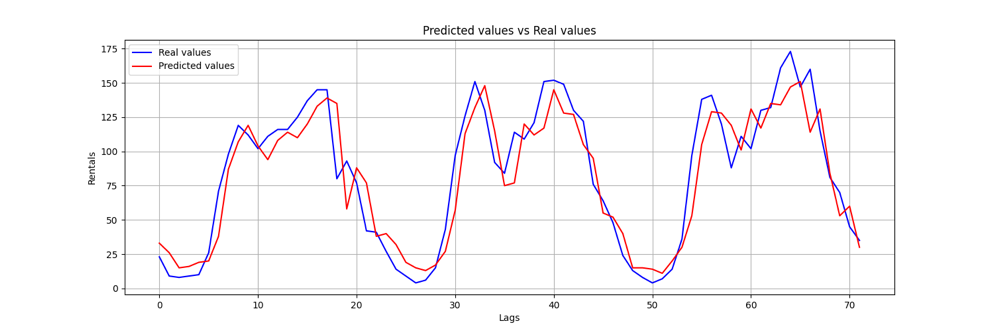 Predicted values vs Real values
Real values
Predicted values
Rentals
175
150
125
100
75
50
25
0
0 10 20 30 40 50 60 70
Lags